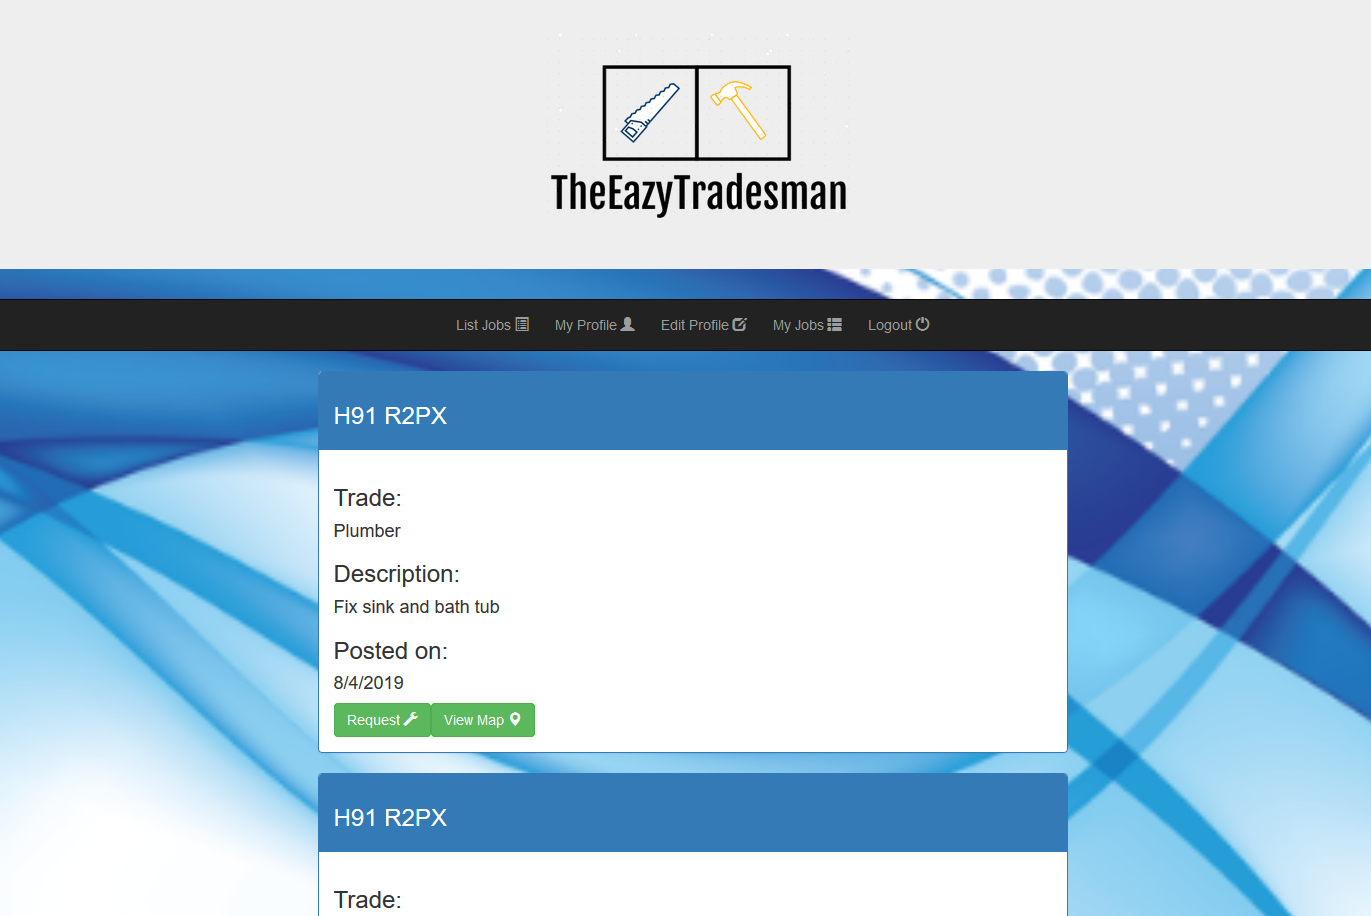 TheEazyTradesman
List Jobs My Profile Edit Profile My Jobs Logout
H91 R2PX
Trade:
Plumber
Description:
Fix sink and bath tub
Posted on:
8/4/2019
Request View Map
H91 R2PX
Trade: